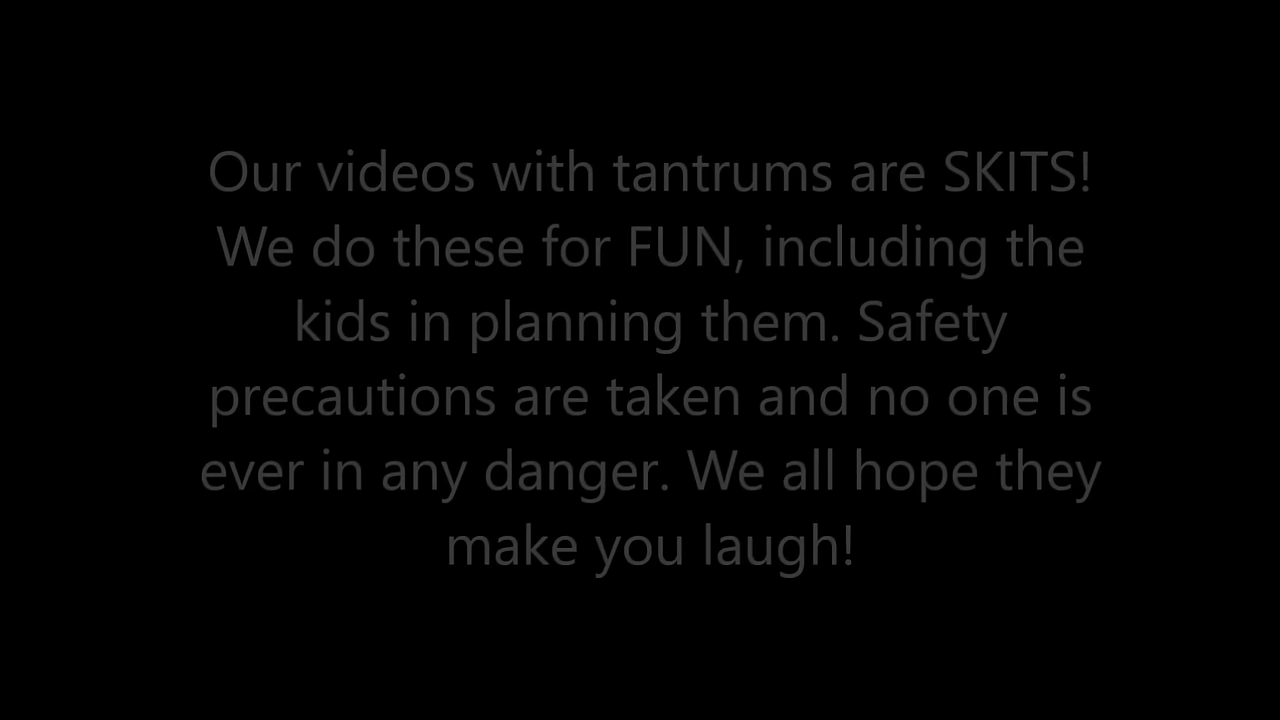 Our videos with tantrums are SKITS!
We do these for FUN, including the
kids in planning them. Safety
precautions are taken and no one is
ever in any danger. We all hope they
make you laugh!